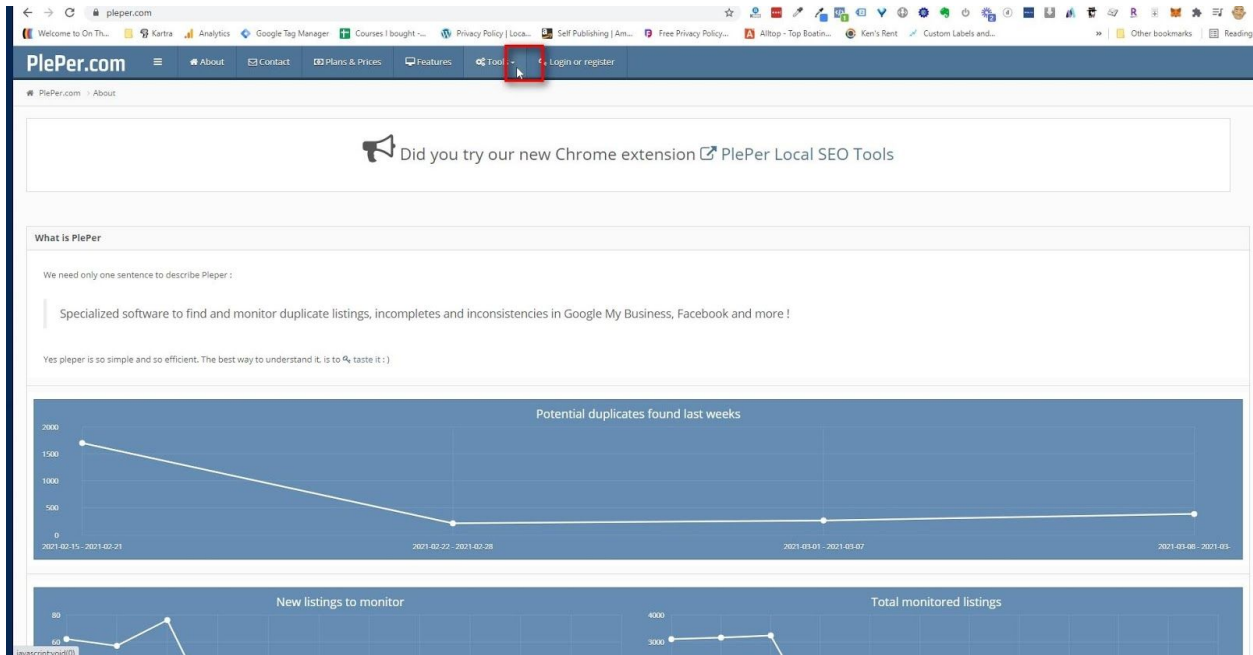 pleper.com
Welcome to On Th... Kartra Analytics Google Tag Manager Courses I bought -... Privacy Policy | Loca... Self Publishing | Am... Free Privacy Policy... Alltop - Top Boatin... Ken's Rent Custom Labels and... » Other bookmarks Reading
PlePer.com About Contact Plans & Prices Features Tools Login or register
PlePer.com > About
Did you try our new Chrome extension PlePer Local SEO Tools
What is PlePer
We need only one sentence to describe Pleper :
Specialized software to find and monitor duplicate listings, incompletes and inconsistencies in Google My Business, Facebook and more !
Yes pleper is so simple and so efficient. The best way to understand it, is to taste it : )
Potential duplicates found last weeks
2000
1500
1000
500
0
2021-02-15 - 2021-02-21 2021-02-22 - 2021-02-28 2021-03-01 - 2021-03-07 2021-03-08 - 2021-03-
New listings to monitor Total monitored listings
80 4000
60 3000
javascript:void(0)